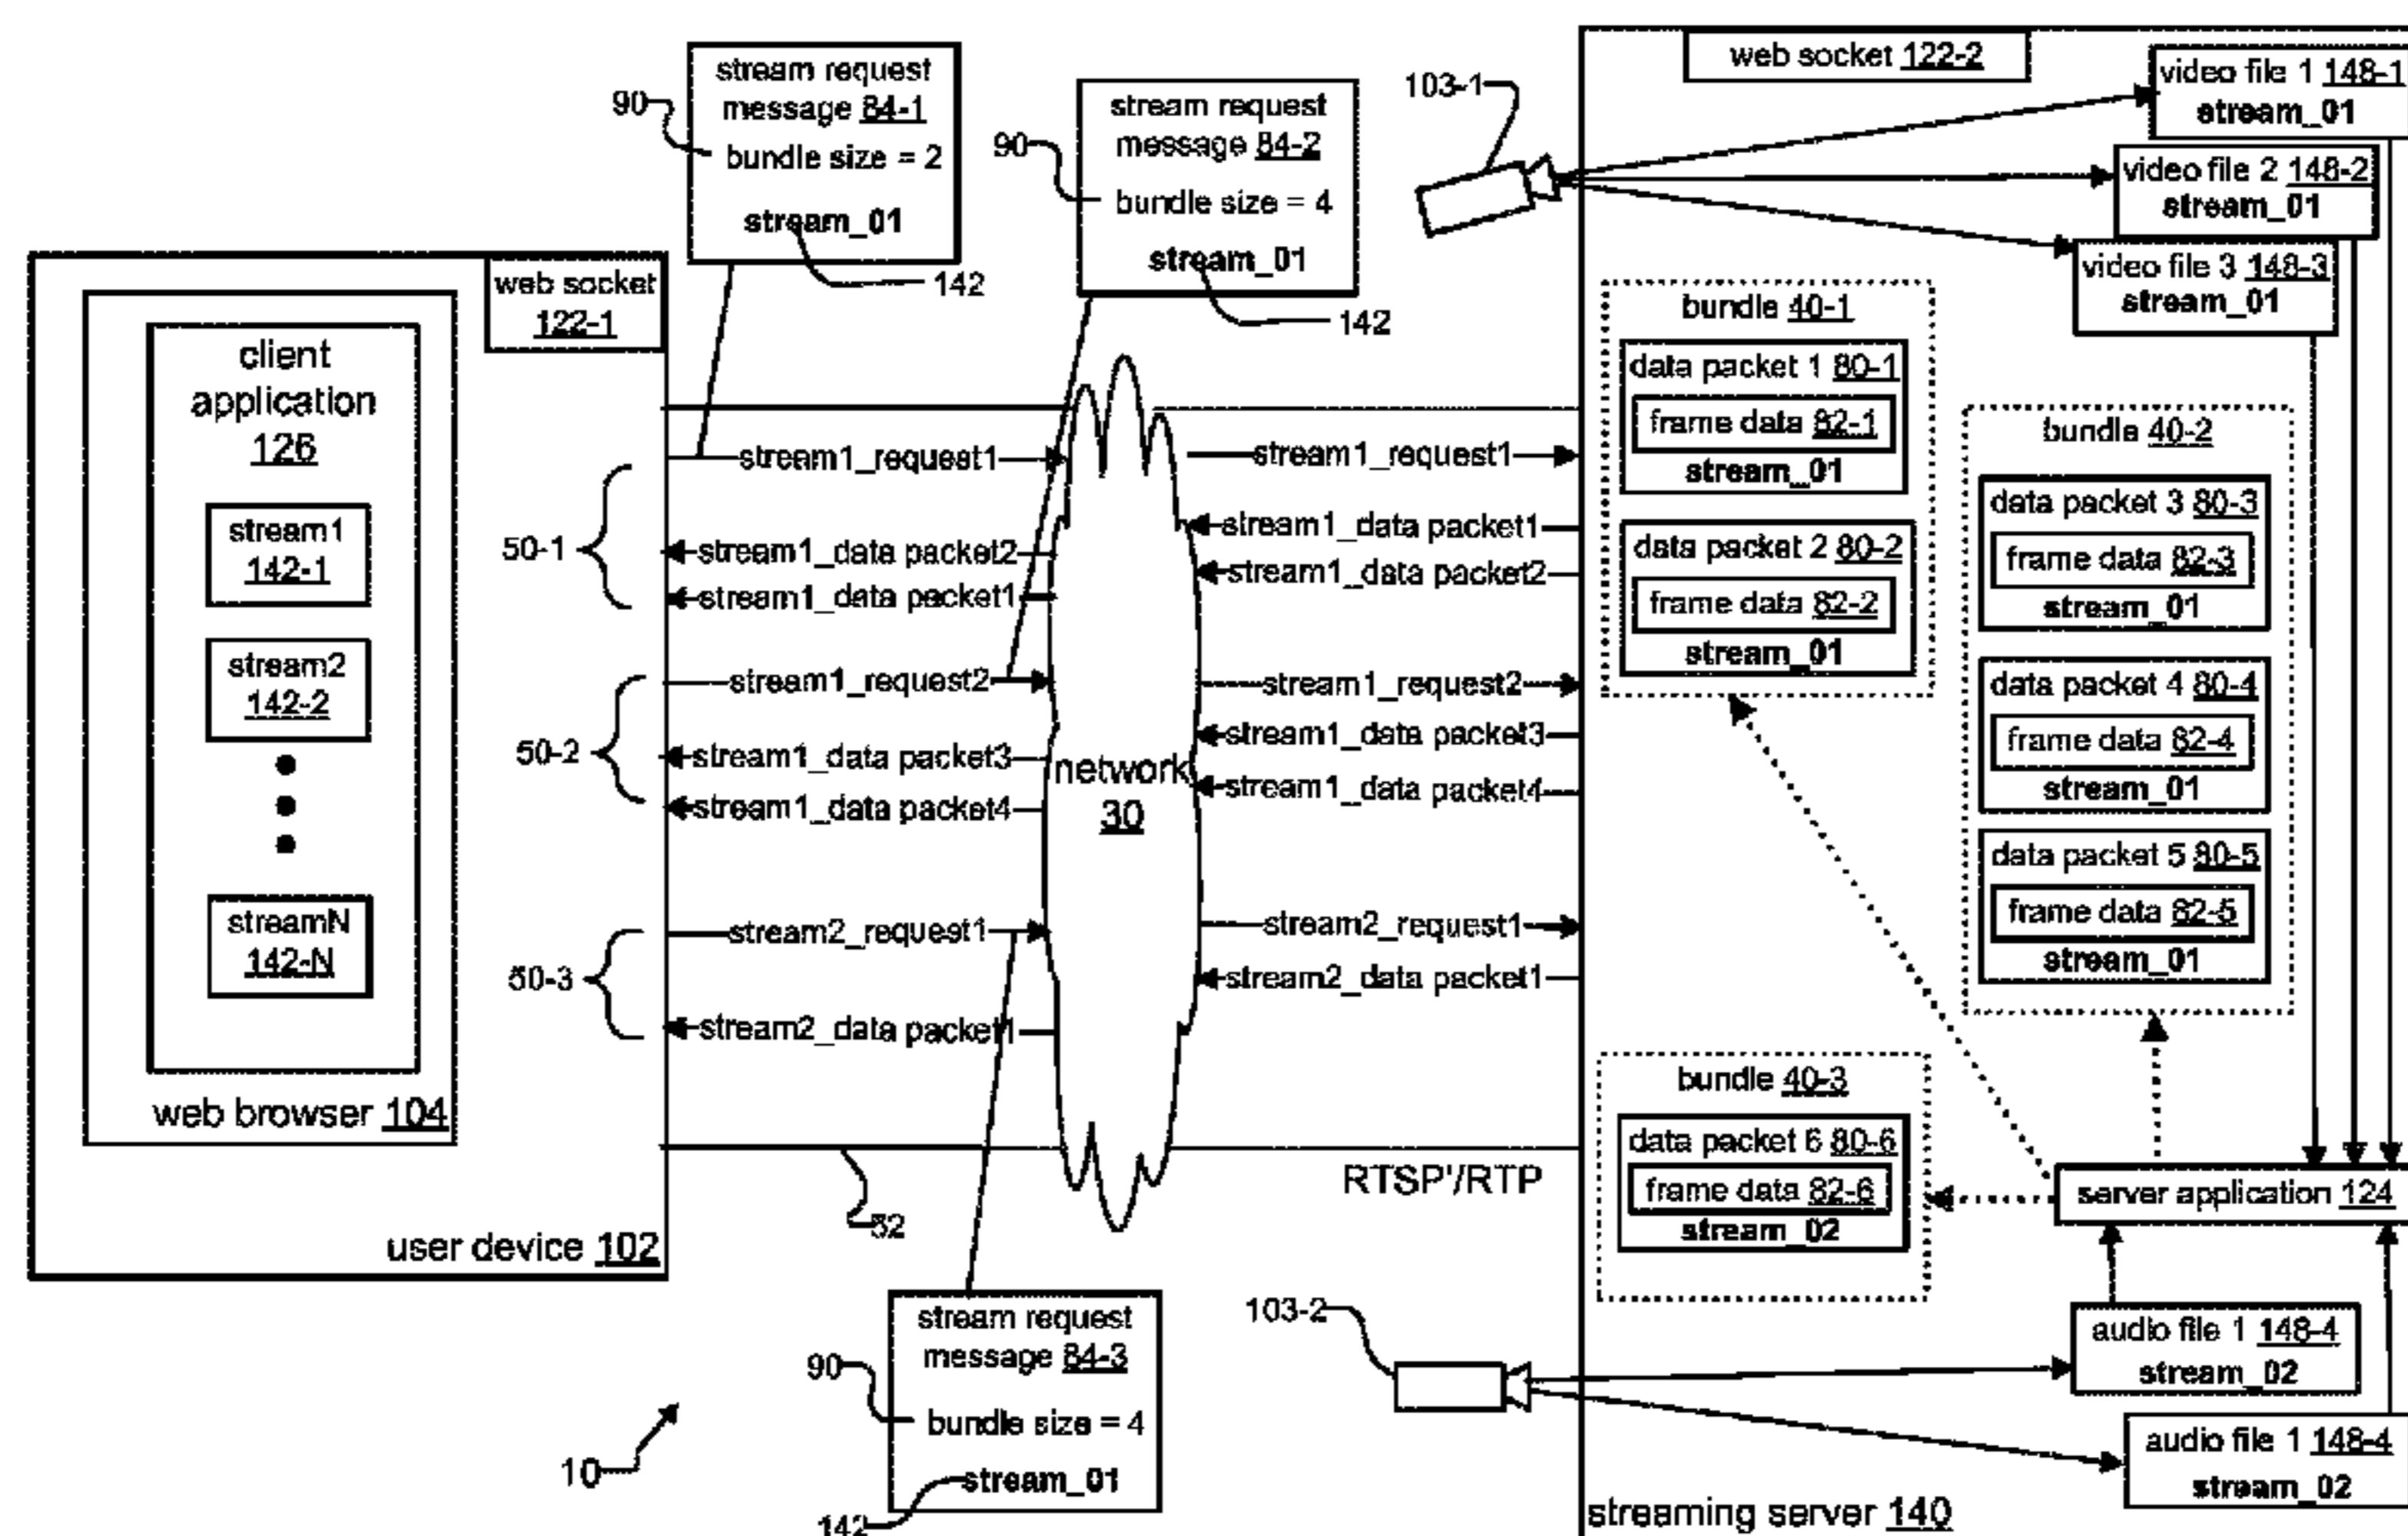 stream request
message 84-1
90
bundle size = 2
stream_01
142
stream request
message 84-2
90
bundle size = 4
stream_01
142
103-1
web socket 122-2
video file 1 148-1
stream_01
video file 2 148-2
stream_01
video file 3 148-3
stream_01
web socket
122-1
client
application
126
stream1
142-1
stream2
142-2
streamN
142-N
web browser 104
user device 102
50-1
50-2
50-3
stream1_request1
stream1_data packet2
stream1_data packet1
stream1_request2
stream1_data packet3
stream1_data packet4
stream2_request1
stream2_data packet1
network
30
stream1_request1
stream1_data packet1
stream1_data packet2
stream1_request2
stream1_data packet3
stream1_data packet4
stream2_request1
stream2_data packet1
RTSP'/RTP
52
bundle 40-1
data packet 1 80-1
frame data 82-1
stream_01
data packet 2 80-2
frame data 82-2
stream_01
bundle 40-2
data packet 3 80-3
frame data 82-3
stream_01
data packet 4 80-4
frame data 82-4
stream_01
data packet 5 80-5
frame data 82-5
stream_01
bundle 40-3
data packet 6 80-6
frame data 82-6
stream_02
server application 124
stream request
message 84-3
90
bundle size = 4
stream_01
142
10
103-2
audio file 1 148-4
stream_02
audio file 1 148-4
stream_02
streaming server 140